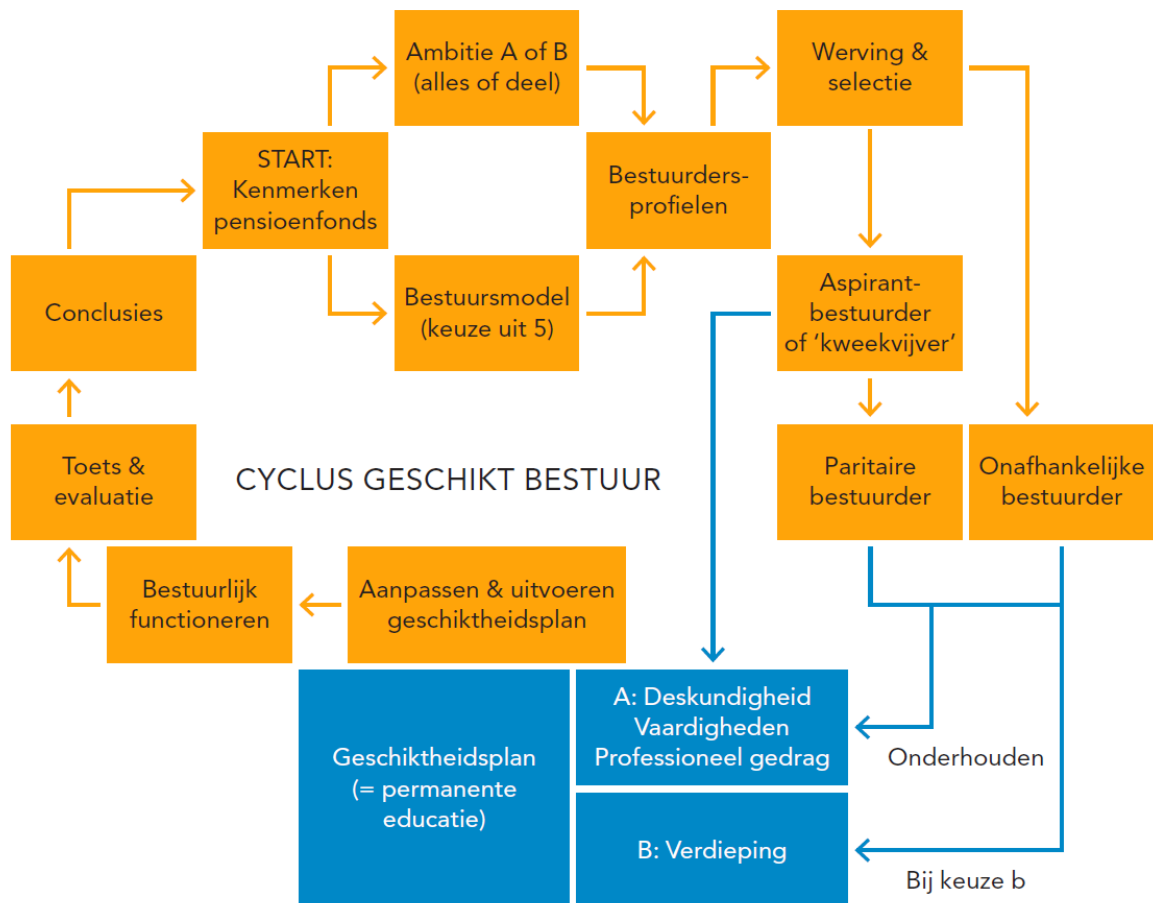 Ambitie A of B
(alles of deel)
Werving &
selectie
START:
Kenmerken
pensioenfonds
Bestuurders-
profielen
Conclusies
Bestuursmodel
(keuze uit 5)
Aspirant-
bestuurder
of ‘kweekvijver’
Toets &
evaluatie
CYCLUS GESCHIKT BESTUUR
Paritaire
bestuurder
Onafhankelijke
bestuurder
Bestuurlijk
functioneren
Aanpassen & uitvoeren
geschiktheidsplan
Geschiktheidsplan
(= permanente
educatie)
A: Deskundigheid
Vaardigheden
Professioneel gedrag
Onderhouden
B: Verdieping
Bij keuze b